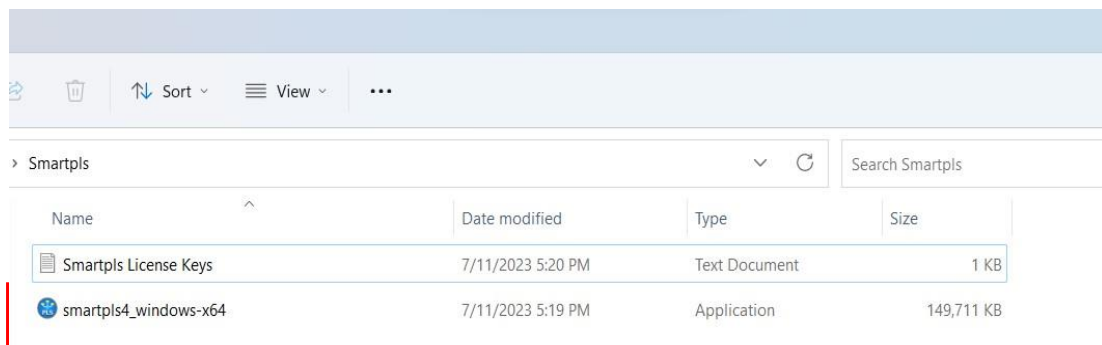 Sort View •••
› Smartpls Search Smartpls
Name Date modified Type Size
Smartpls License Keys 7/11/2023 5:20 PM Text Document 1 KB
smartpls4_windows-x64 7/11/2023 5:19 PM Application 149,711 KB